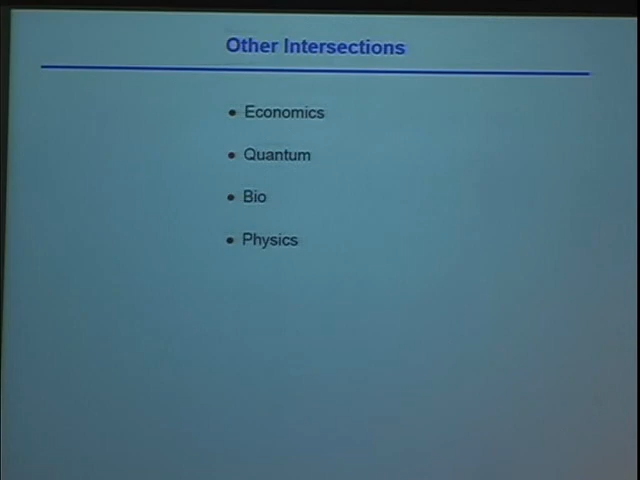 Other Intersections
• Economics
• Quantum
• Bio
• Physics